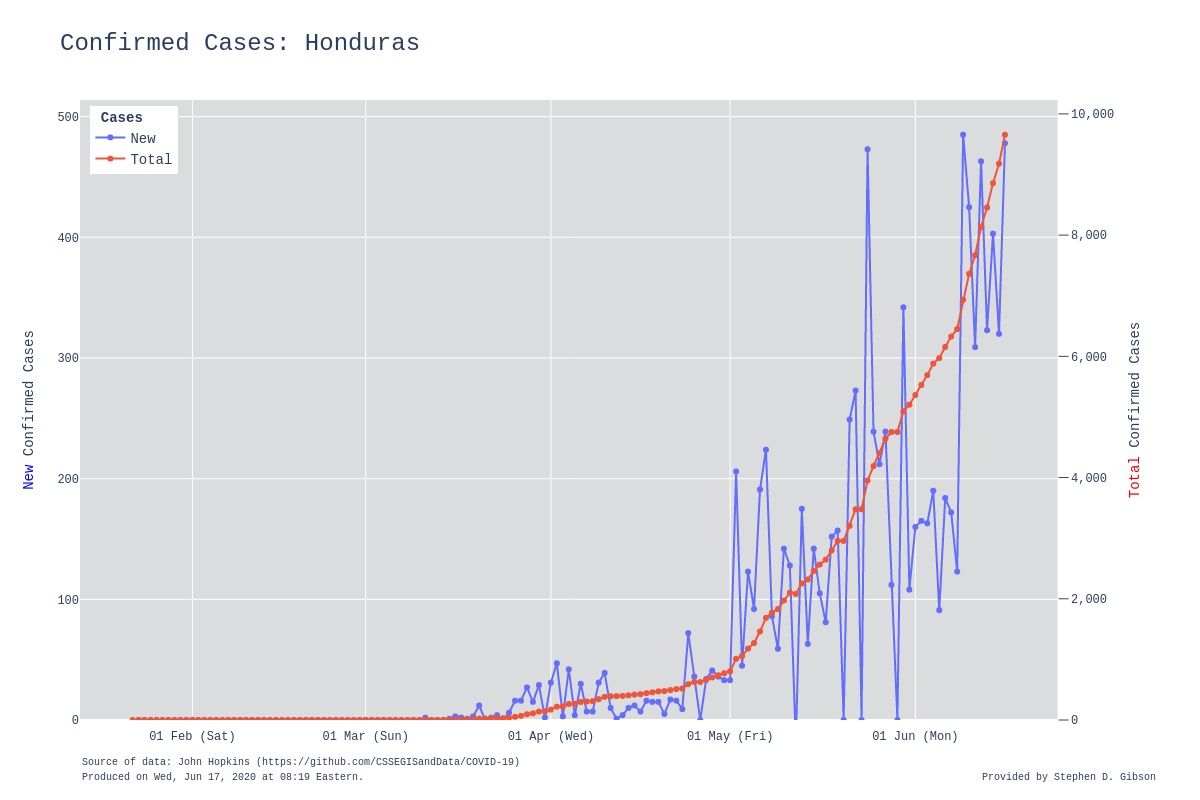 Confirmed Cases: Honduras
Cases
New
Total
500
400
300
200
100
0
10,000
8,000
6,000
4,000
2,000
0
New Confirmed Cases
Total Confirmed Cases
01 Feb (Sat)
01 Mar (Sun)
01 Apr (Wed)
01 May (Fri)
01 Jun (Mon)
Source of data: John Hopkins (https://github.com/CSSEGISandData/COVID-19)
Produced on Wed, Jun 17, 2020 at 08:19 Eastern.
Provided by Stephen D. Gibson